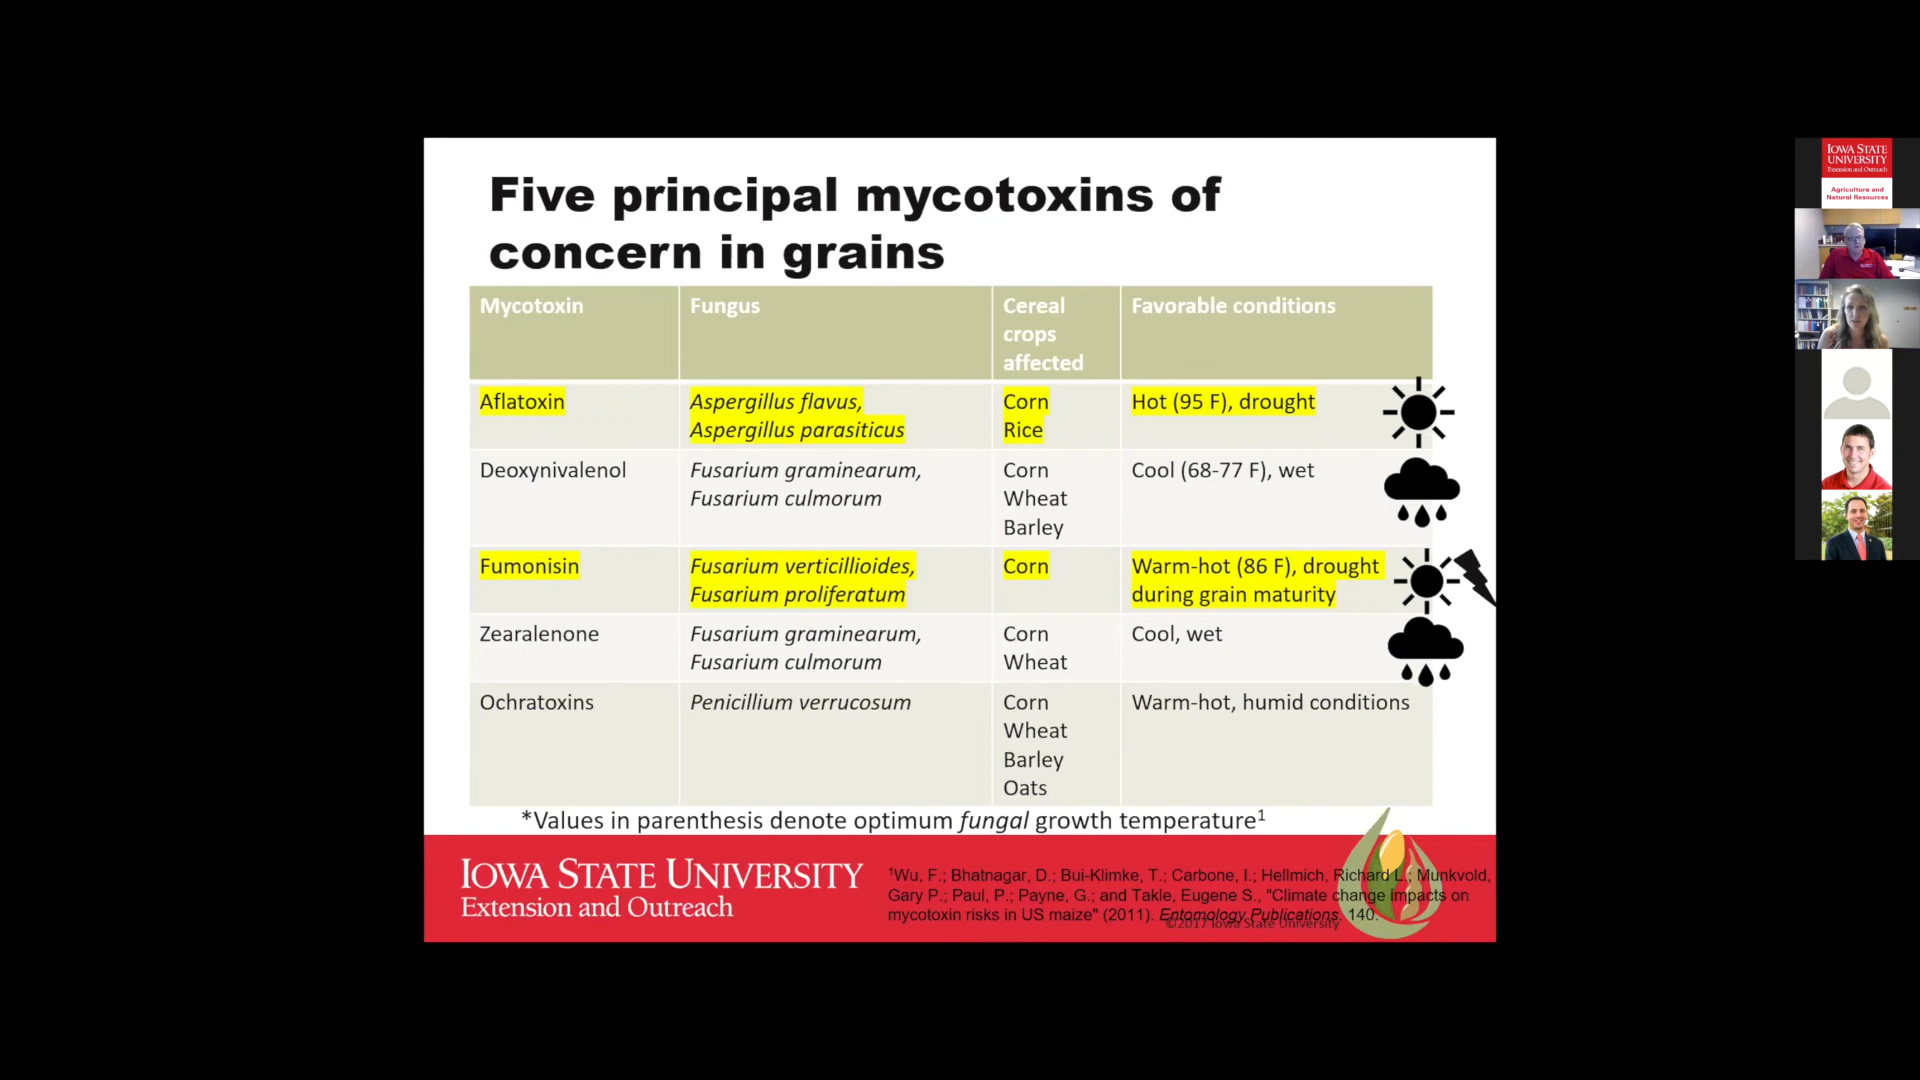 Five principal mycotoxins of
concern in grains
Mycotoxin
Fungus
Cereal
crops
affected
Favorable conditions
Aflatoxin
Aspergillus flavus,
Aspergillus parasiticus
Corn
Rice
Hot (95 F), drought
Deoxynivalenol
Fusarium graminearum,
Fusarium culmorum
Corn
Wheat
Barley
Cool (68-77 F), wet
Fumonisin
Fusarium verticillioides,
Fusarium proliferatum
Corn
Warm-hot (86 F), drought
during grain maturity
Zearalenone
Fusarium graminearum,
Fusarium culmorum
Corn
Wheat
Cool, wet
Ochratoxins
Penicillium verrucosum
Corn
Wheat
Barley
Oats
Warm-hot, humid conditions
*Values in parenthesis denote optimum fungal growth temperature¹
IOWA STATE UNIVERSITY
Extension and Outreach
¹Wu, F.; Bhatnagar, D.; Bui-Klimke, T.; Carbone, I.; Hellmich, Richard L.; Munkvold,
Gary P.; Paul, P.; Payne, G.; and Takle, Eugene S., "Climate change impacts on
mycotoxin risks in US maize" (2011). Entomology Publications. 140.
©2017 Iowa State University
IOWA STATE
UNIVERSITY
Extension and Outreach
Agriculture and
Natural Resources